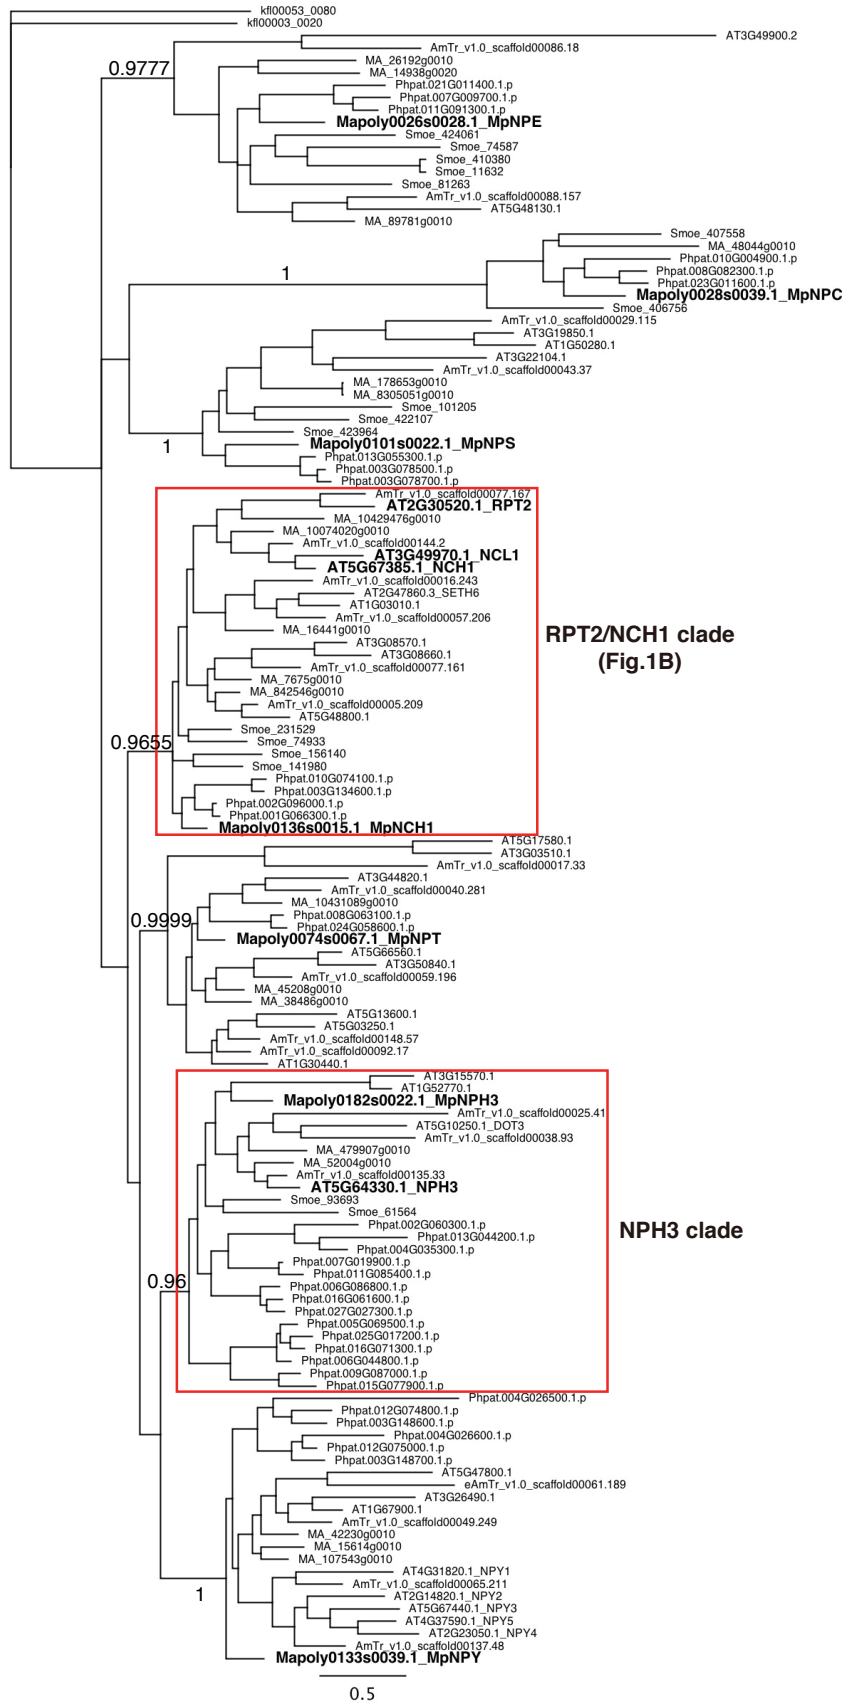 kfl00053_0080
kfl00003_0020
AT3G49900.2
AmTr_v1.0_scaffold00086.18
MA_26192g0010
0.9777
MA_14938g0020
Phpat.021G011400.1.p
Phpat.007G009700.1.p
Phpat.011G091300.1.p
Mapoly0026s0028.1_MpNPE
Smoe_424061
Smoe_74587
Smoe_410380
Smoe_11632
Smoe_81263
AmTr_v1.0_scaffold00088.157
AT5G48130.1
MA_89781g0010
Smoe_407558
MA_48044g0010
Phpat.010G004900.1.p
1
Phpat.008G082300.1.p
Phpat.023G011600.1.p
Mapoly0028s0039.1_MpNPC
Smoe_406756
AmTr_v1.0_scaffold00029.115
AT3G19850.1
AT1G50280.1
AT3G22104.1
AmTr_v1.0_scaffold00043.37
MA_178653g0010
MA_8305051g0010
Smoe_101205
Smoe_422107
Smoe_423964
1
Mapoly0101s0022.1_MpNPS
Phpat.013G055300.1.p
Phpat.003G078500.1.p
Phpat.003G078700.1.p
AmTr_v1.0_scaffold00077.167
AT2G30520.1_RPT2
MA_10429476g0010
MA_10074020g0010
AmTr_v1.0_scaffold00144.2
AT3G49970.1_NCL1
AT5G67385.1_NCH1
AmTr_v1.0_scaffold00016.243
AT2G47860.3_SETH6
AT1G03010.1
AmTr_v1.0_scaffold00057.206
MA_16441g0010
RPT2/NCH1 clade
(Fig.1B)
AT3G08570.1
AT3G08660.1
AmTr_v1.0_scaffold00077.161
MA_7675g0010
MA_842546g0010
AmTr_v1.0_scaffold00005.209
AT5G48800.1
Smoe_231529
0.9655
Smoe_74933
Smoe_156140
Smoe_141980
Phpat.010G074100.1.p
Phpat.003G134600.1.p
Phpat.002G096000.1.p
Phpat.001G066300.1.p
Mapoly0136s0015.1_MpNCH1
AT5G17580.1
AT3G03510.1
AmTr_v1.0_scaffold00017.33
AT3G44820.1
AmTr_v1.0_scaffold00040.281
MA_10431089g0010
Phpat.008G063100.1.p
0.9999
Phpat.024G058600.1.p
Mapoly0074s0067.1_MpNPT
AT5G66560.1
AT3G50840.1
AmTr_v1.0_scaffold00059.196
MA_45208g0010
MA_38486g0010
AT5G13600.1
AT5G03250.1
AmTr_v1.0_scaffold00148.57
AmTr_v1.0_scaffold00092.17
AT1G30440.1
AT3G15570.1
AT1G52770.1
Mapoly0182s0022.1_MpNPH3
AmTr_v1.0_scaffold00025.41
AT5G10250.1_DOT3
AmTr_v1.0_scaffold00038.93
MA_479907g0010
MA_52004g0010
AmTr_v1.0_scaffold00135.33
AT5G64330.1_NPH3
Smoe_93693
Smoe_61564
Phpat.002G060300.1.p
NPH3 clade
Phpat.013G044200.1.p
Phpat.004G035300.1.p
Phpat.007G019900.1.p
Phpat.011G085400.1.p
0.96
Phpat.006G086800.1.p
Phpat.016G061600.1.p
Phpat.027G027300.1.p
Phpat.005G069500.1.p
Phpat.025G017200.1.p
Phpat.016G071300.1.p
Phpat.006G044800.1.p
Phpat.009G087000.1.p
Phpat.015G077900.1.p
Phpat.004G026500.1.p
Phpat.012G074800.1.p
Phpat.003G148600.1.p
Phpat.004G026600.1.p
Phpat.012G075000.1.p
Phpat.003G148700.1.p
AT5G47800.1
eAmTr_v1.0_scaffold00061.189
AT3G26490.1
AT1G67900.1
AmTr_v1.0_scaffold00049.249
MA_42230g0010
MA_15614g0010
MA_107543g0010
AT4G31820.1_NPY1
AmTr_v1.0_scaffold00065.211
1
AT2G14820.1_NPY2
AT5G67440.1_NPY3
AT4G37590.1_NPY5
AT2G23050.1_NPY4
AmTr_v1.0_scaffold00137.48
Mapoly0133s0039.1_MpNPY
0.5